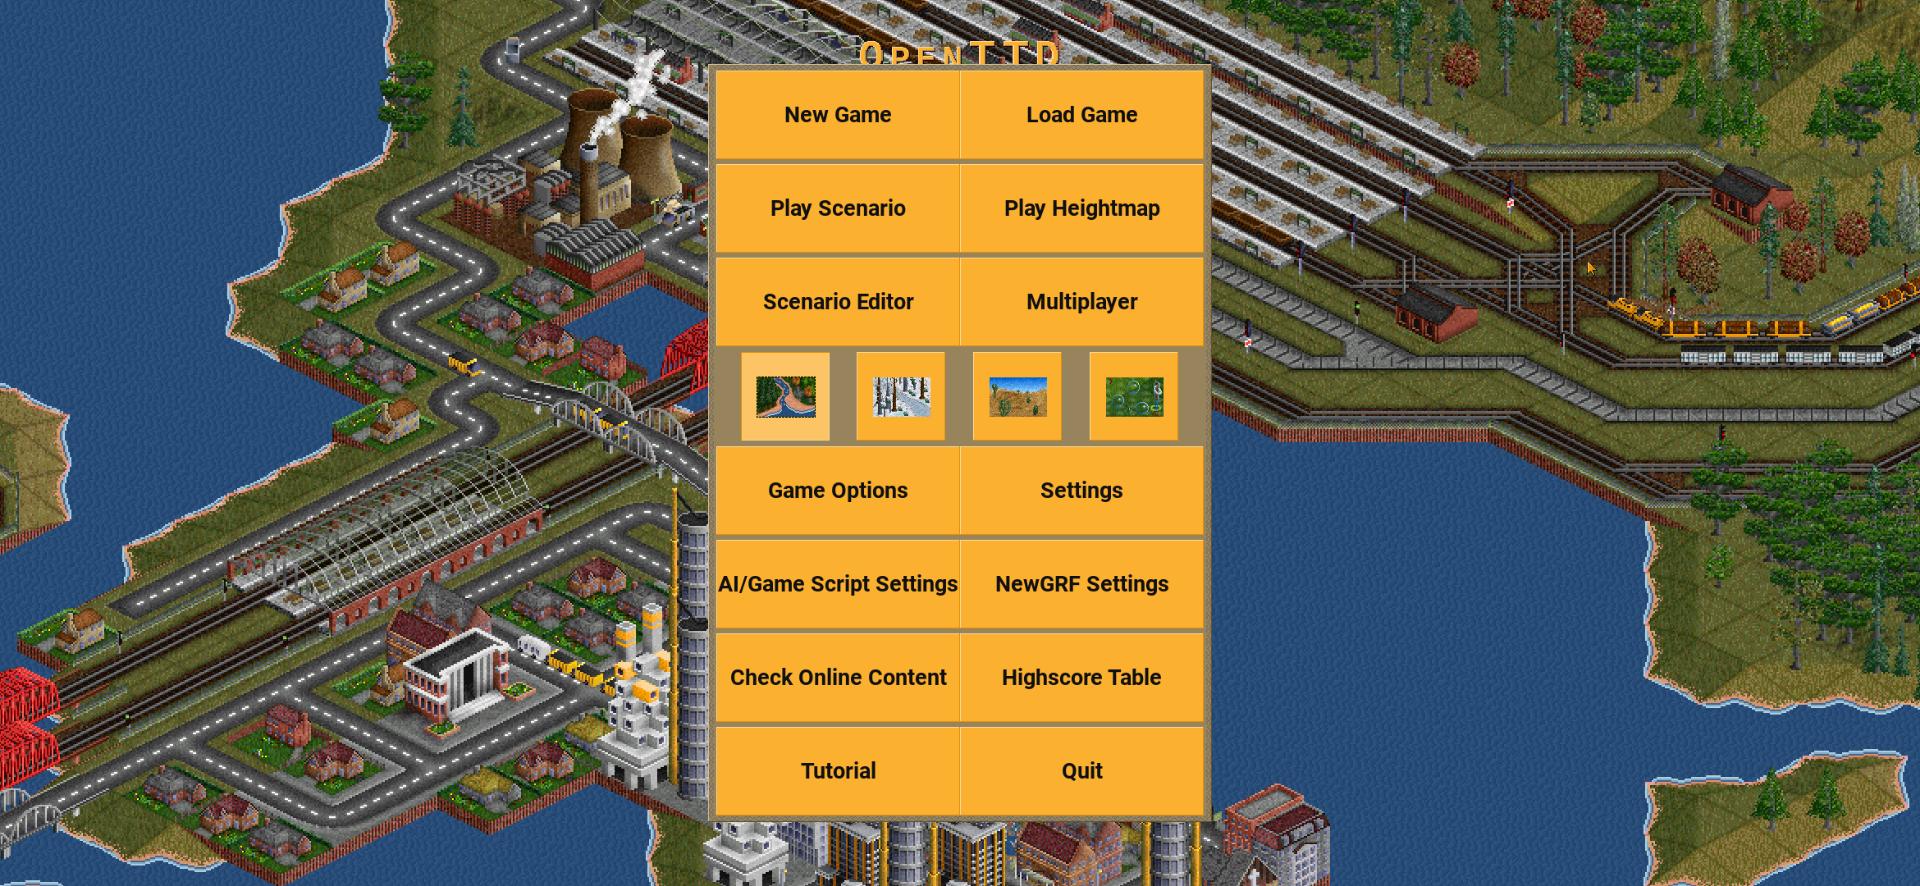 OPENTTD
New Game
Load Game
Play Scenario
Play Heightmap
Scenario Editor
Multiplayer
Game Options
Settings
AI/Game Script Settings
NewGRF Settings
Check Online Content
Highscore Table
Tutorial
Quit